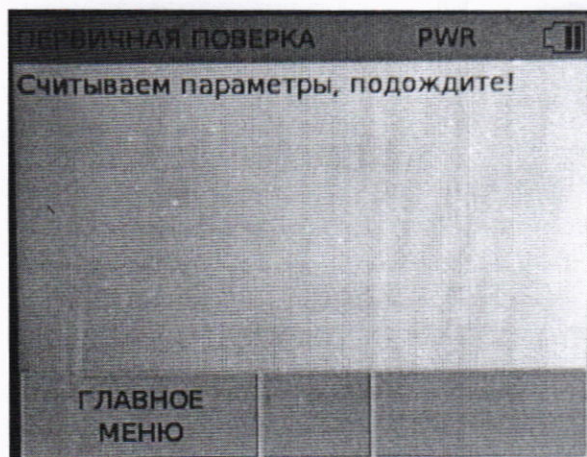 ПЕРВИЧНАЯ ПОВЕРКА PWR
Считываем параметры, подождите!
ГЛАВНОЕ
МЕНЮ